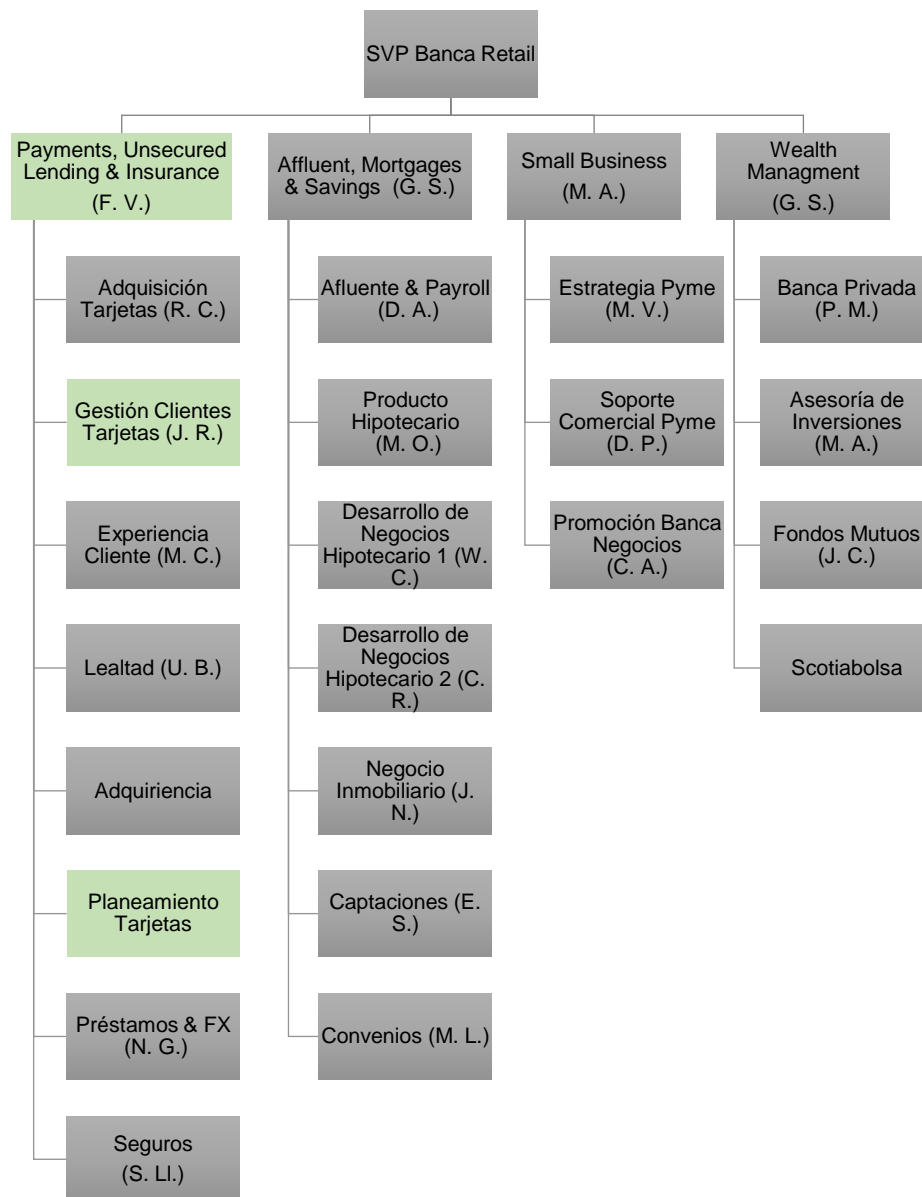 SVP Banca Retail
Payments, Unsecured
Lending & Insurance
(F. V.)
Adquisición
Tarjetas (R. C.)
Gestión Clientes
Tarjetas (J. R.)
Experiencia
Cliente (M. C.)
Lealtad (U. B.)
Adquiriencia
Planeamiento
Tarjetas
Préstamos & FX
(N. G.)
Seguros
(S. Ll.)
Affluent, Mortgages
& Savings (G. S.)
Afluente & Payroll
(D. A.)
Producto
Hipotecario
(M. O.)
Desarrollo de
Negocios
Hipotecario 1 (W.
C.)
Desarrollo de
Negocios
Hipotecario 2 (C.
R.)
Negocio
Inmobiliario (J.
N.)
Captaciones (E.
S.)
Convenios (M. L.)
Small Business
(M. A.)
Estrategia Pyme
(M. V.)
Soporte
Comercial Pyme
(D. P.)
Promoción Banca
Negocios
(C. A.)
Wealth
Managment
(G. S.)
Banca Privada
(P. M.)
Asesoría de
Inversiones
(M. A.)
Fondos Mutuos
(J. C.)
Scotiabolsa